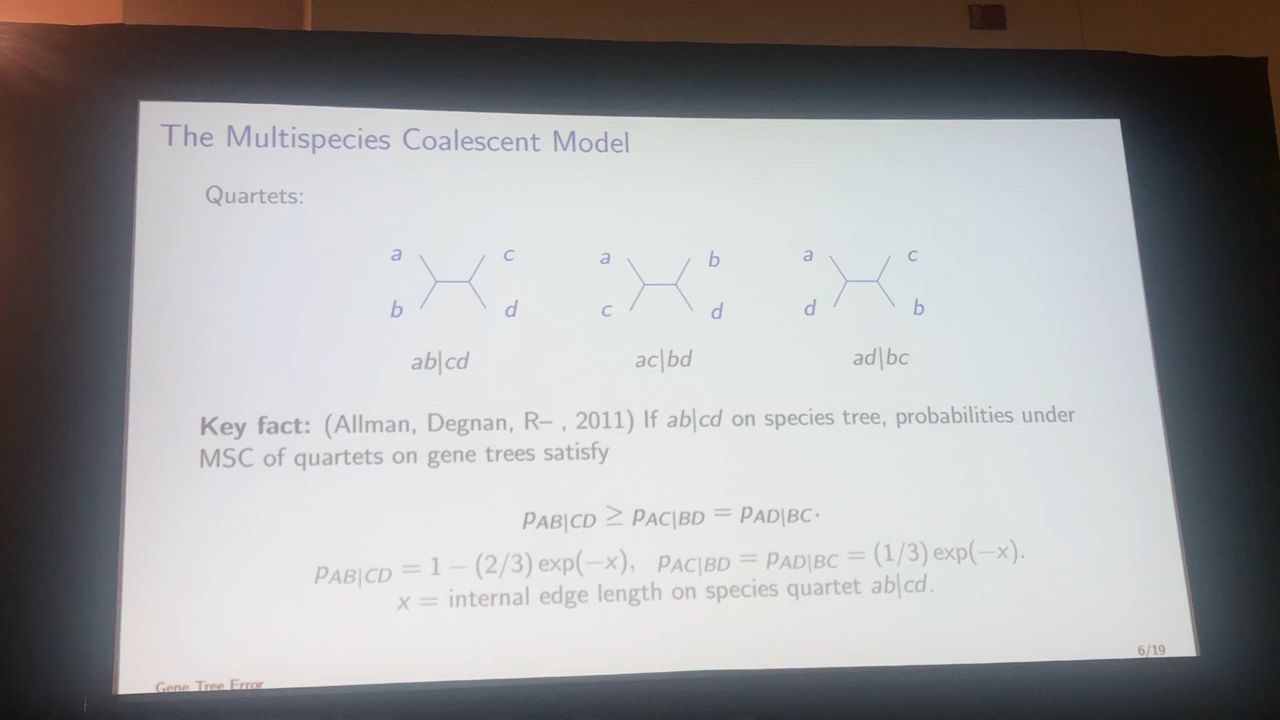 The Multispecies Coalescent Model
Quartets:
a c a b a c
b d c d d b
ab|cd ac|bd ad|bc
Key fact: (Allman, Degnan, R– , 2011) If ab|cd on species tree, probabilities under
MSC of quartets on gene trees satisfy
pAB|CD ≥ pAC|BD = pAD|BC.
pAB|CD = 1 − (2/3) exp(−x), pAC|BD = pAD|BC = (1/3) exp(−x).
x = internal edge length on species quartet ab|cd.
6/19
Gene Tree Error